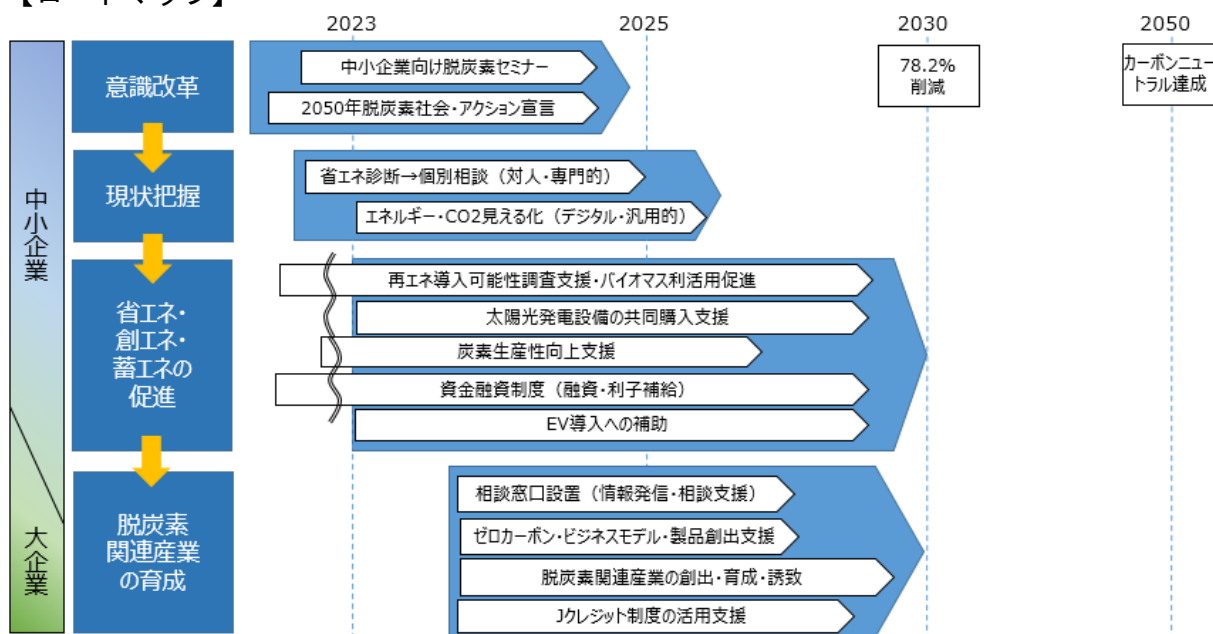 【ロードマップ】
2023 2025 2030 2050
中小企業
大企業
意識改革
中小企業向け脱炭素セミナー
2050年脱炭素社会・アクション宣言
78.2%
削減
カーボンニュー
トラル達成
現状把握
省エネ診断→個別相談（対人・専門的）
エネルギー・CO2見える化（デジタル・汎用的）
省エネ・
創エネ・
蓄エネの
促進
再エネ導入可能性調査支援・バイオマス利活用促進
太陽光発電設備の共同購入支援
炭素生産性向上支援
資金融資制度（融資・利子補給）
EV導入への補助
脱炭素
関連産業
の育成
相談窓口設置（情報発信・相談支援）
ゼロカーボン・ビジネスモデル・製品創出支援
脱炭素関連産業の創出・育成・誘致
Jクレジット制度の活用支援